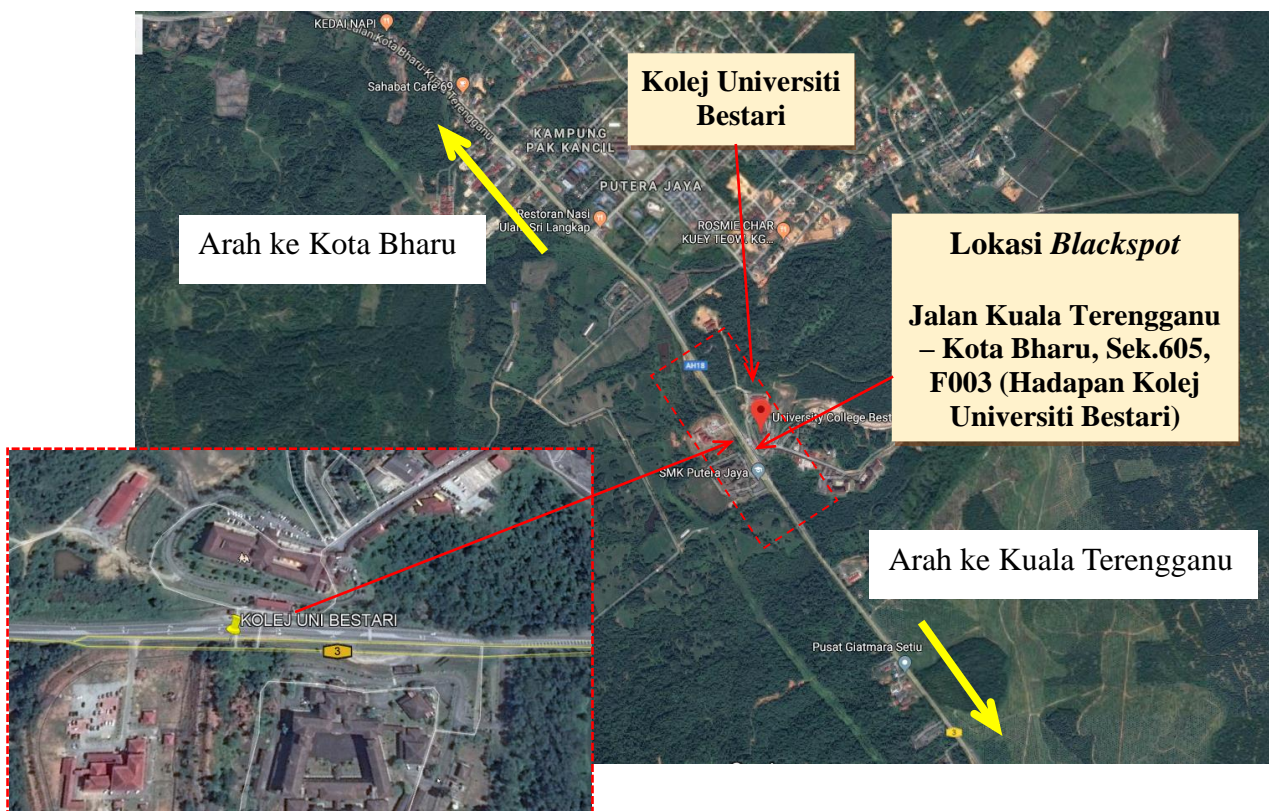 KEDAI NAPI
Jalan Kota Bharu-Kuala Terengganu
Sahabat Cafe 69
Kolej Universiti
Bestari
KAMPUNG
PAK KANCIL
PUTERA JAYA
Restoran Nasi
Ulam Sri Langkap
ROSMIE CHAR
KUEY TEOW, KG...
Arah ke Kota Bharu
Lokasi Blackspot
Jalan Kuala Terengganu
– Kota Bharu, Sek.605,
F003 (Hadapan Kolej
Universiti Bestari)
AH18
University College Best
SMK Putera Jaya
Arah ke Kuala Terengganu
KOLEJ UNI BESTARI
3
Pusat Giatmara Setiu
3